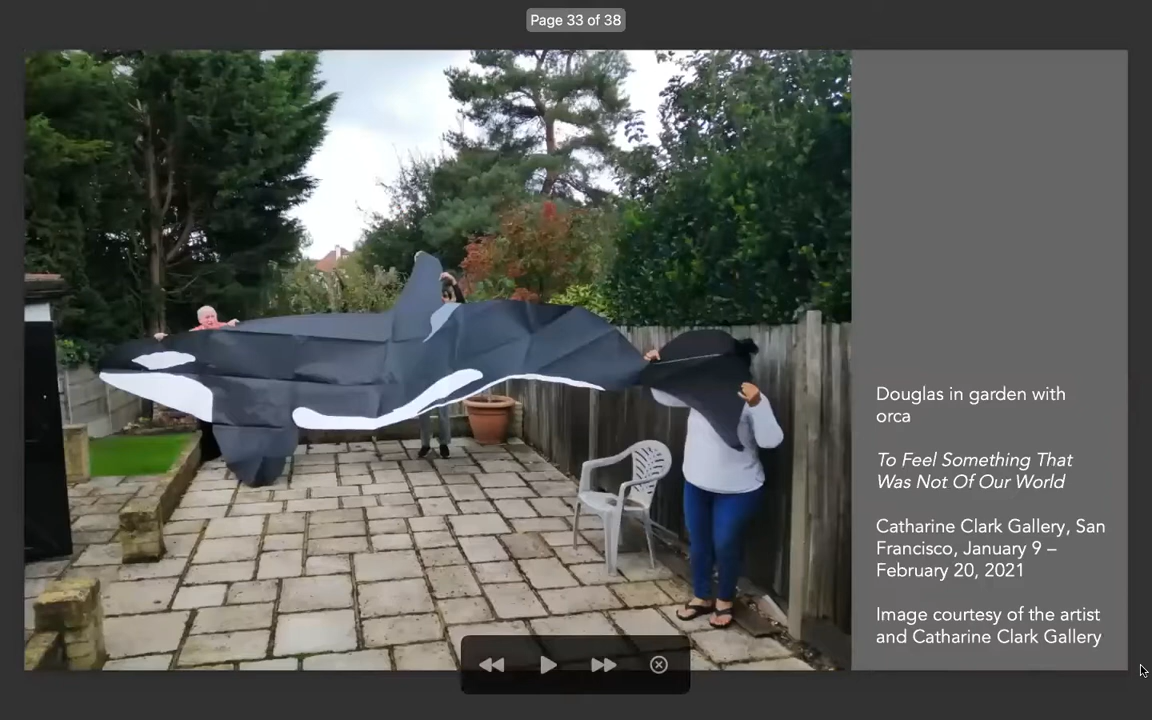 Page 33 of 38
Douglas in garden with
orca
To Feel Something That
Was Not Of Our World
Catharine Clark Gallery, San
Francisco, January 9 –
February 20, 2021
Image courtesy of the artist
and Catharine Clark Gallery